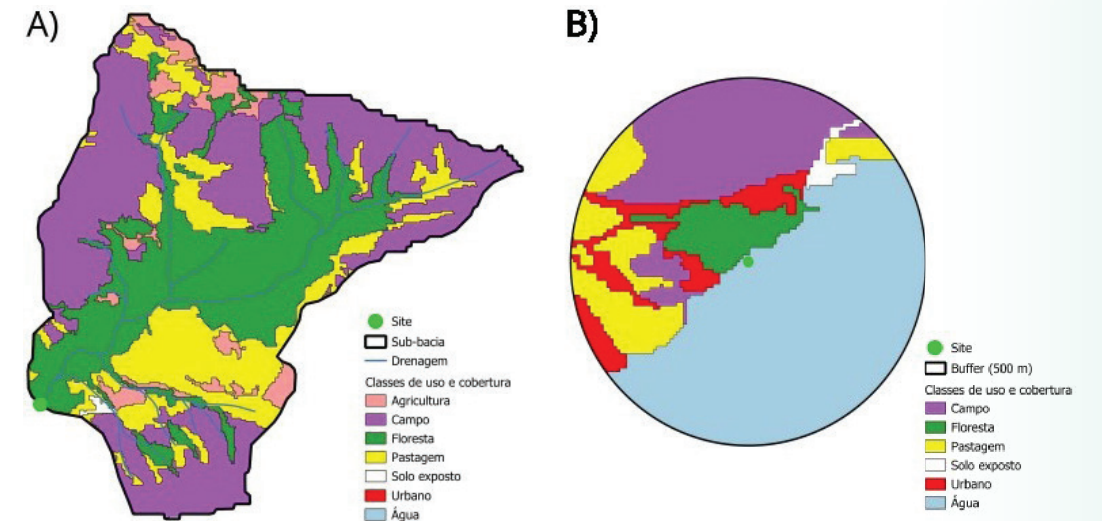 A)
Site
Sub-bacia
Drenagem
Classes de uso e cobertura
Agricultura
Campo
Floresta
Pastagem
Solo exposto
Urbano
Água
B)
Site
Buffer (500 m)
Classes de uso e cobertura
Campo
Floresta
Pastagem
Solo exposto
Urbano
Água